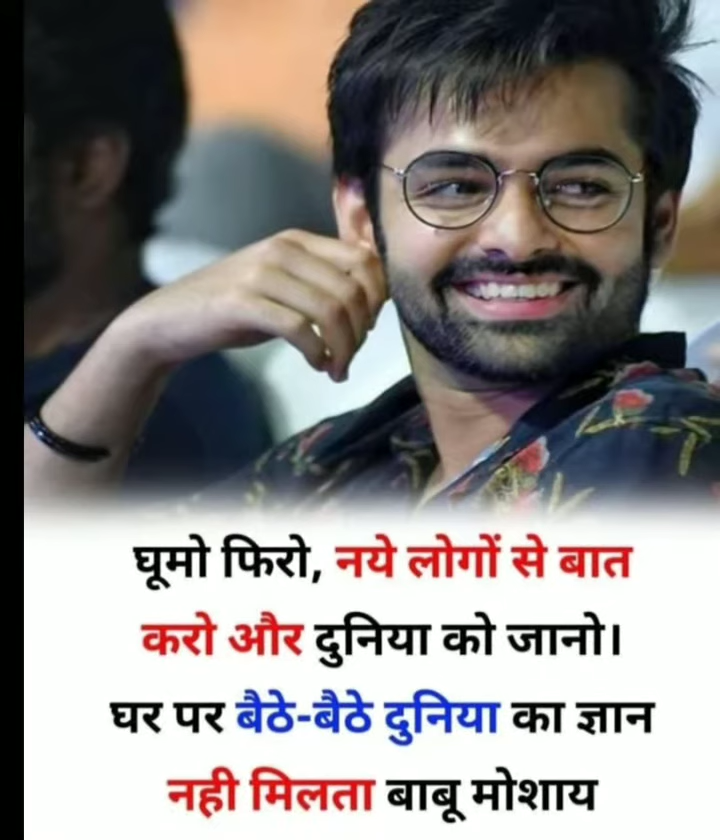 घूमो फिरो, नये लोगों से बात
करो और दुनिया को जानो।
घर पर बैठे-बैठे दुनिया का ज्ञान
नही मिलता बाबू मोशाय